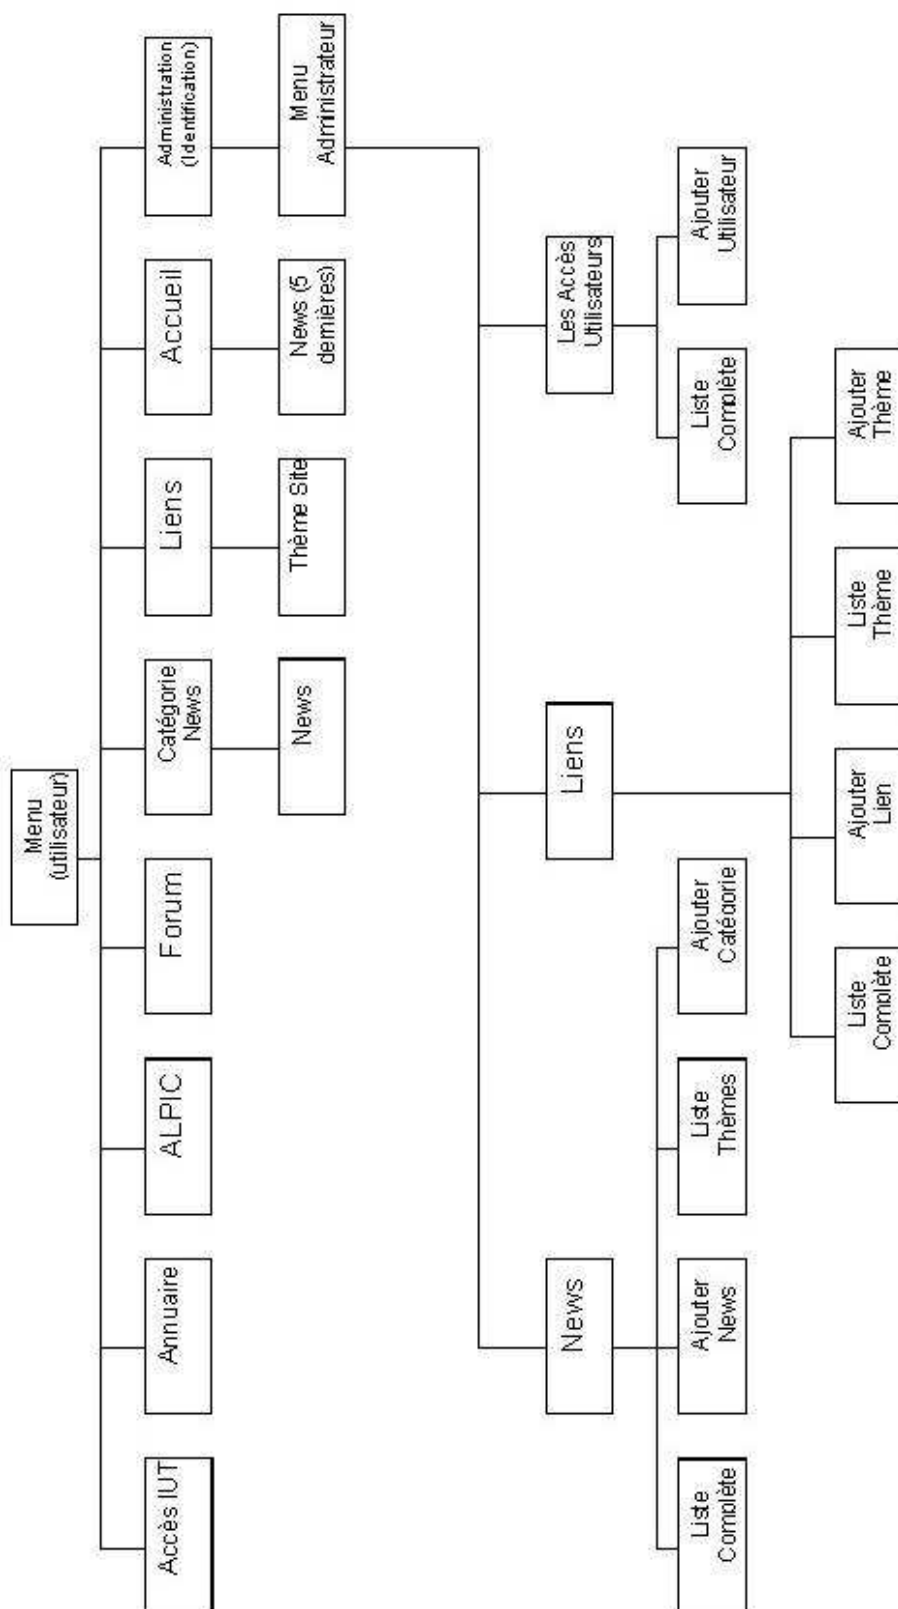 Menu
(utilisateur)
Accès IUT
Annuaire
ALPIC
Forum
Catégorie
News
Liens
Accueil
Administration
(Identification)
News
Thème Site
News (5
dernières)
Menu
Administrateur
News
Liens
Les Accès
Utilisateurs
Liste
Complète
Ajouter
News
Liste
Thèmes
Ajouter
Catégorie
Liste
Complète
Ajouter
Utilisateur
Liste
Complète
Ajouter
Lien
Liste
Thème
Ajouter
Thème